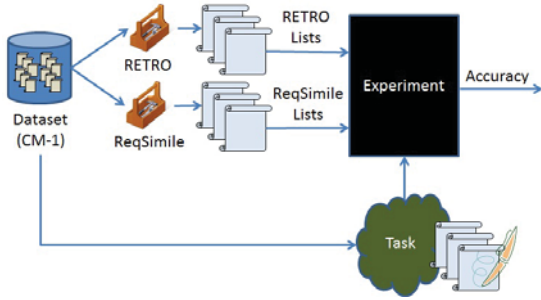 RETRO
Lists
RETRO
Experiment
Accuracy
ReqSimile
Lists
Dataset
(CM-1)
ReqSimile
Task